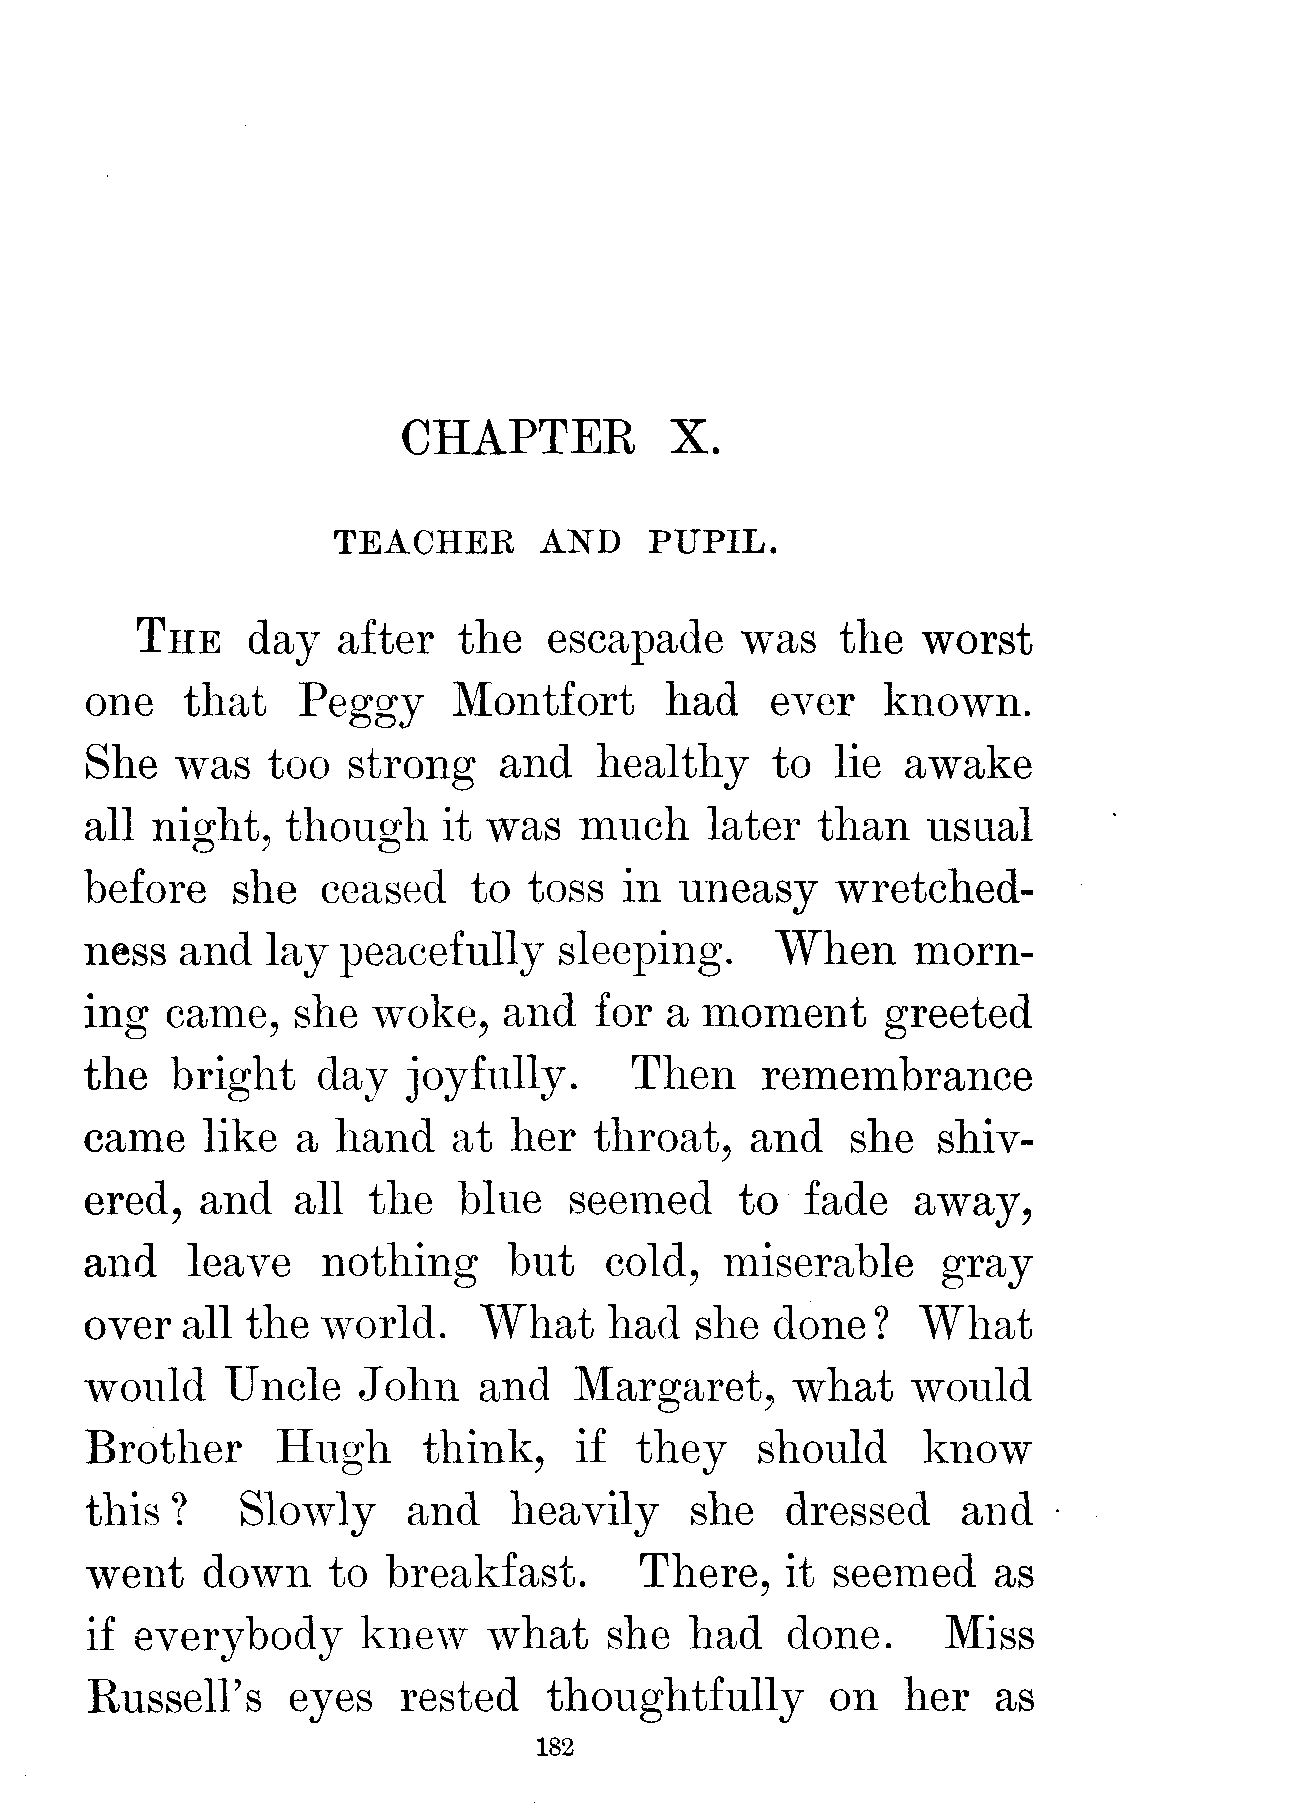 CHAPTER X.
TEACHER AND PUPIL.
THE day after the escapade was the worst
one that Peggy Montfort had ever known.
She was too strong and healthy to lie awake
all night, though it was much later than usual
before she ceased to toss in uneasy wretched-
ness and lay peacefully sleeping. When morn-
ing came, she woke, and for a moment greeted
the bright day joyfully. Then remembrance
came like a hand at her throat, and she shiv-
ered, and all the blue seemed to fade away,
and leave nothing but cold, miserable gray
over all the world. What had she done? What
would Uncle John and Margaret, what would
Brother Hugh think, if they should know
this? Slowly and heavily she dressed and
went down to breakfast. There, it seemed as
if everybody knew what she had done. Miss
Russell's eyes rested thoughtfully on her as
182